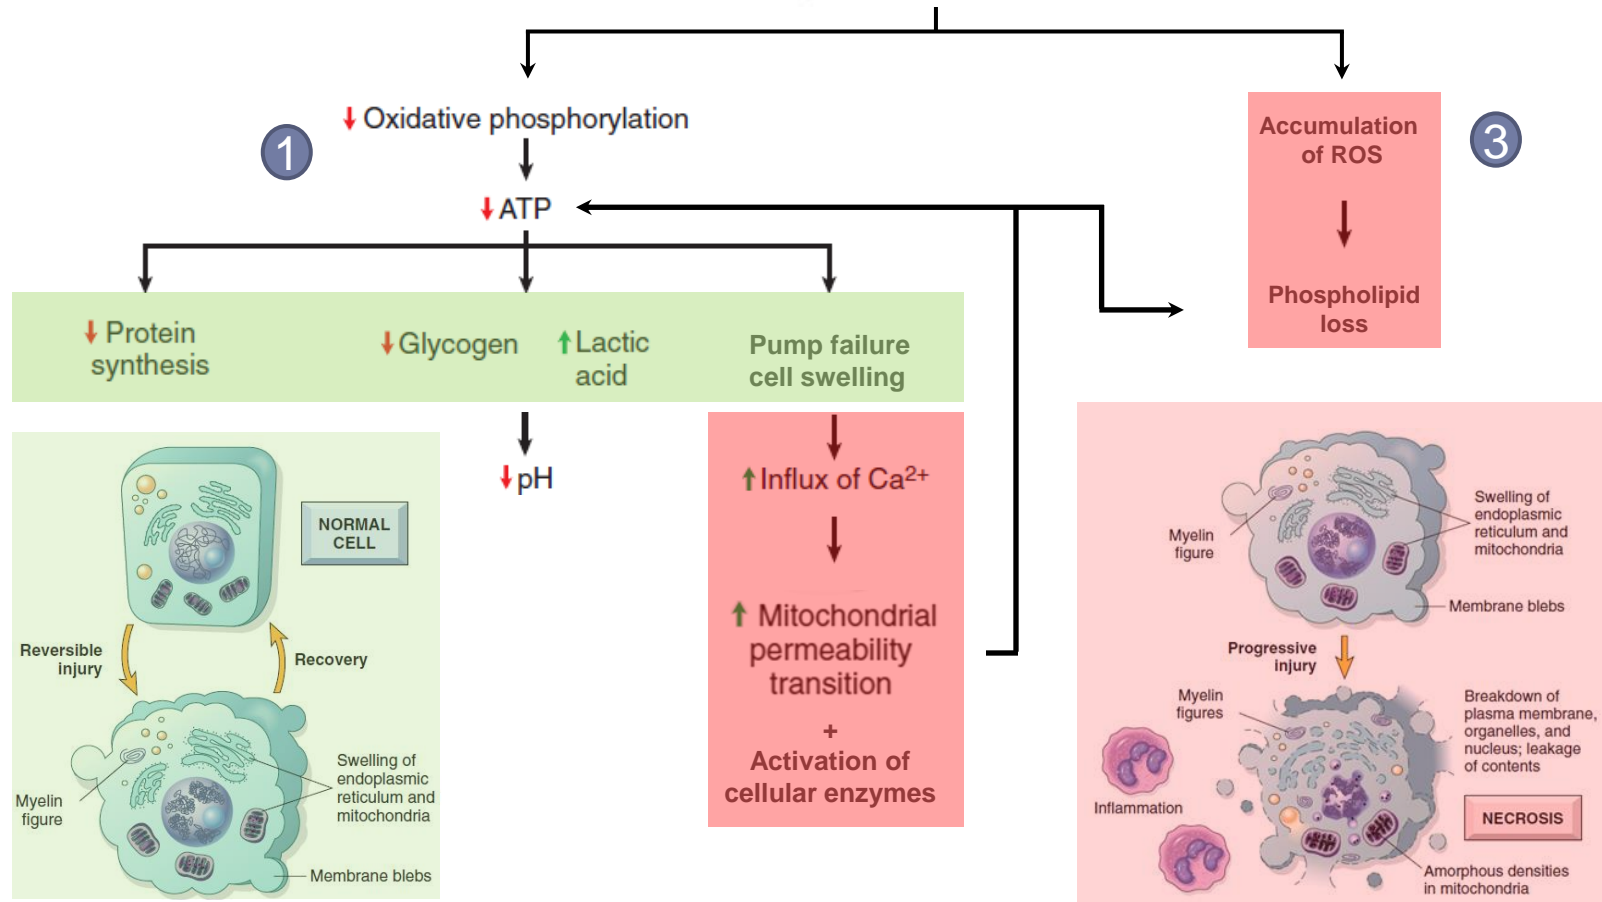 1
↓ Oxidative phosphorylation
↓ ATP
↓ Protein
synthesis
↓ Glycogen
↑ Lactic
acid
Pump failure
cell swelling
↓ pH
↑ Influx of Ca²⁺
↑ Mitochondrial
permeability
transition
+
Activation of
cellular enzymes
3
Accumulation
of ROS
Phospholipid
loss
NORMAL
CELL
Reversible
injury
Recovery
Swelling of
endoplasmic
reticulum and
mitochondria
Myelin
figure
Membrane blebs
Myelin
figure
Swelling of
endoplasmic
reticulum and
mitochondria
Membrane blebs
Progressive
injury
Myelin
figures
Breakdown of
plasma membrane,
organelles, and
nucleus; leakage
of contents
Inflammation
NECROSIS
Amorphous densities
in mitochondria